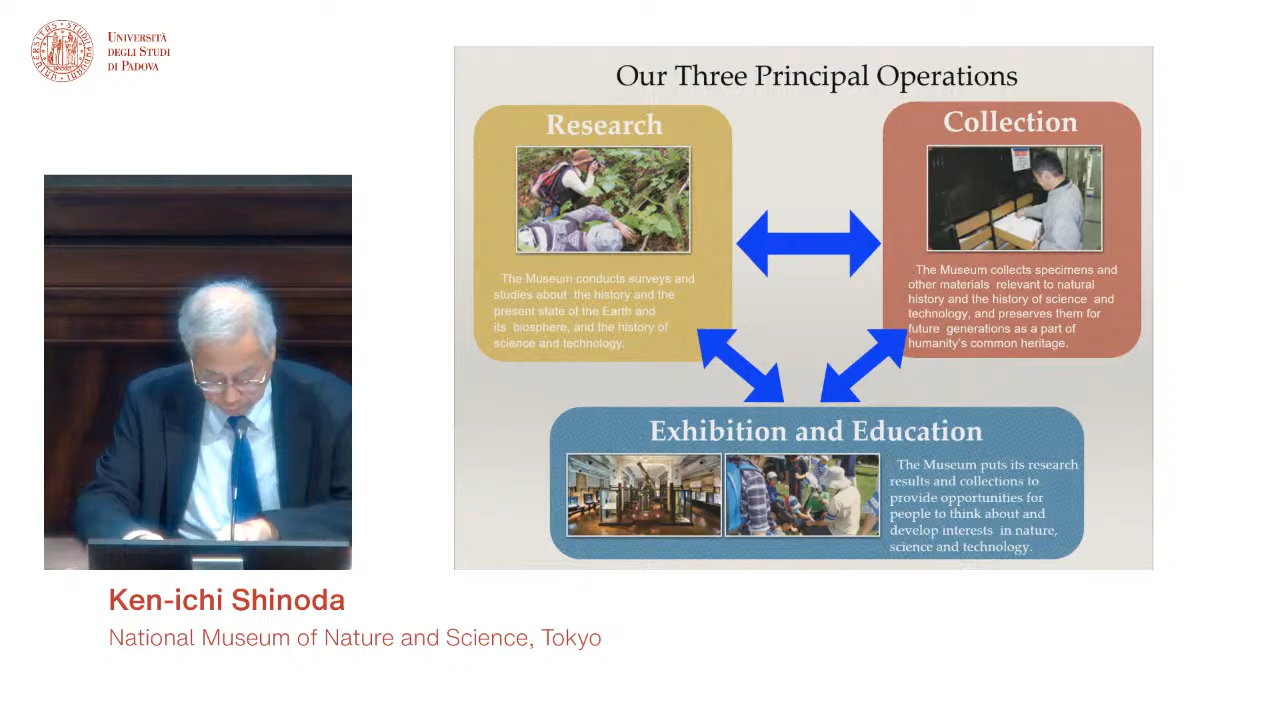 UNIVERSITÀ
DEGLI STUDI
DI PADOVA
Our Three Principal Operations
Research
The Museum conducts surveys and
studies about the history and the
present state of the Earth and
its biosphere, and the history of
science and technology.
Collection
The Museum collects specimens and
other materials relevant to natural
history and the history of science and
technology, and preserves them for
future generations as a part of
humanity's common heritage.
Exhibition and Education
The Museum puts its research
results and collections to
provide opportunities for
people to think about and
develop interests in nature,
science and technology.
Ken-ichi Shinoda
National Museum of Nature and Science, Tokyo